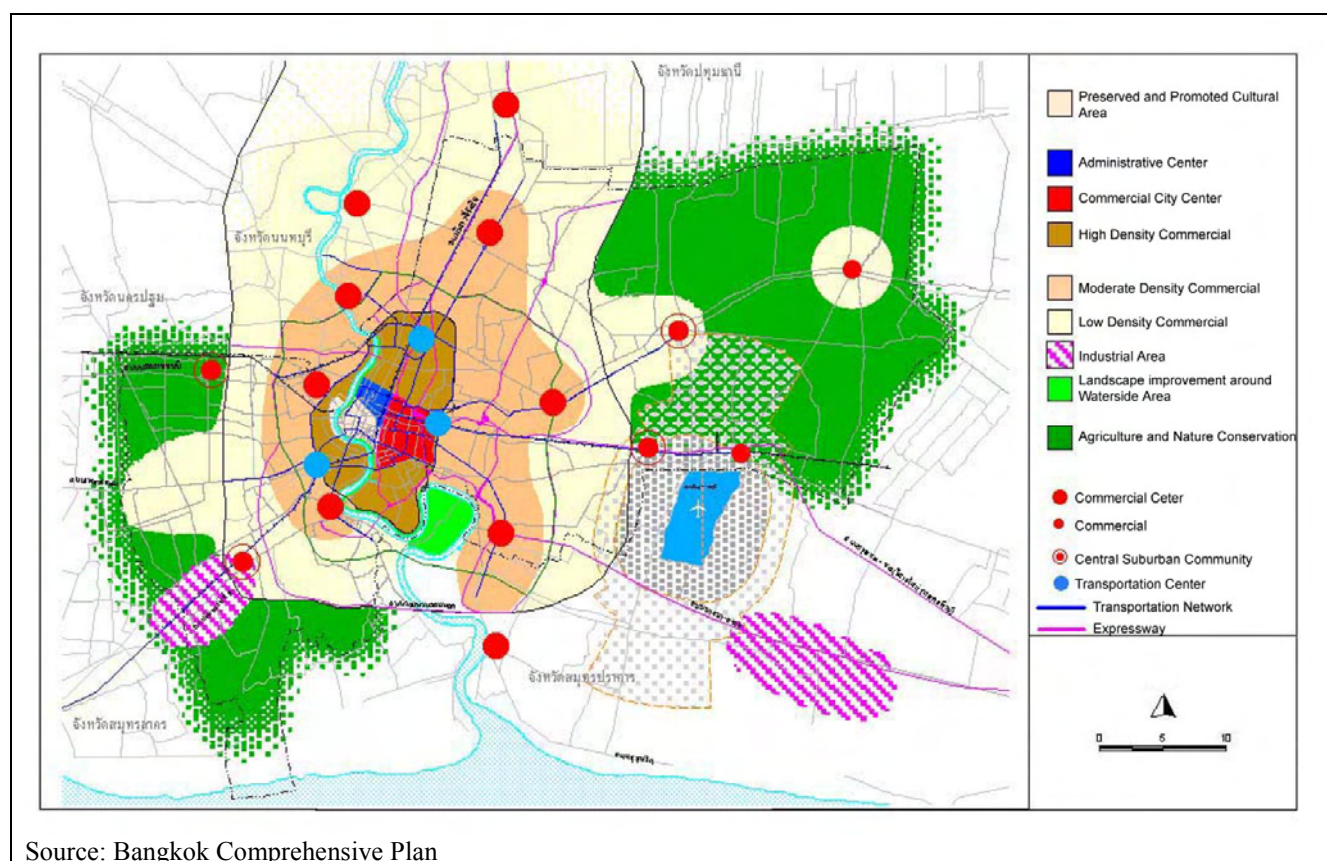 จังหวัดปทุมธานี
จังหวัดนนทบุรี
จังหวัดนครปฐม
จังหวัดสมุทรปราการ
จังหวัดสมุทรสาคร
Preserved and Promoted Cultural
Area
Administrative Center
Commercial City Center
High Density Commercial
Moderate Density Commercial
Low Density Commercial
Industrial Area
Landscape improvement around
Waterside Area
Agriculture and Nature Conservation
Commercial Ceter
Commercial
Central Suburban Community
Transportation Center
Transportation Network
Expressway
0 5 10
Source: Bangkok Comprehensive Plan